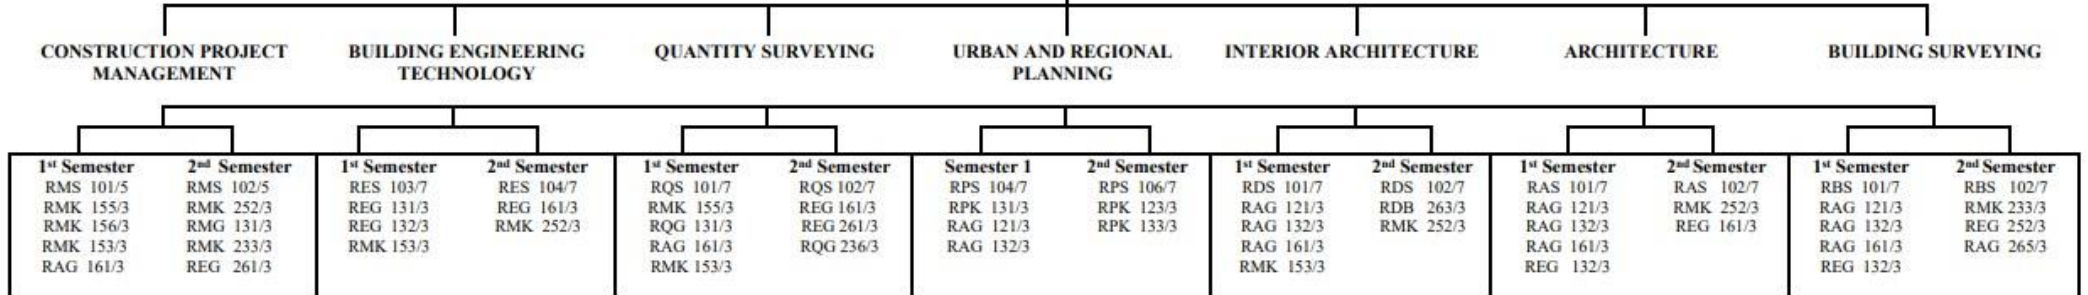 CONSTRUCTION PROJECT
MANAGEMENT
BUILDING ENGINEERING
TECHNOLOGY
QUANTITY SURVEYING
URBAN AND REGIONAL
PLANNING
INTERIOR ARCHITECTURE
ARCHITECTURE
BUILDING SURVEYING
1st Semester
RMS 101/5
RMK 155/3
RMK 156/3
RMK 153/3
RAG 161/3
2nd Semester
RMS 102/5
RMK 252/3
RMG 131/3
RMK 233/3
REG 261/3
1st Semester
RES 103/7
REG 131/3
REG 132/3
RMK 153/3
2nd Semester
RES 104/7
REG 161/3
RMK 252/3
1st Semester
RQS 101/7
RMK 155/3
RQG 131/3
RAG 161/3
RMK 153/3
2nd Semester
RQS 102/7
REG 161/3
REG 261/3
RQG 236/3
Semester 1
RPS 104/7
RPK 131/3
RAG 121/3
RAG 132/3
2nd Semester
RPS 106/7
RPK 123/3
RPK 133/3
1st Semester
RDS 101/7
RAG 121/3
RAG 132/3
RAG 161/3
RMK 153/3
2nd Semester
RDS 102/7
RDB 263/3
RMK 252/3
1st Semester
RAS 101/7
RAG 121/3
RAG 132/3
RAG 161/3
REG 132/3
2nd Semester
RAS 102/7
RMK 252/3
REG 161/3
1st Semester
RBS 101/7
RAG 121/3
RAG 132/3
RAG 161/3
REG 132/3
2nd Semester
RBS 102/7
RMK 233/3
REG 252/3
RAG 265/3